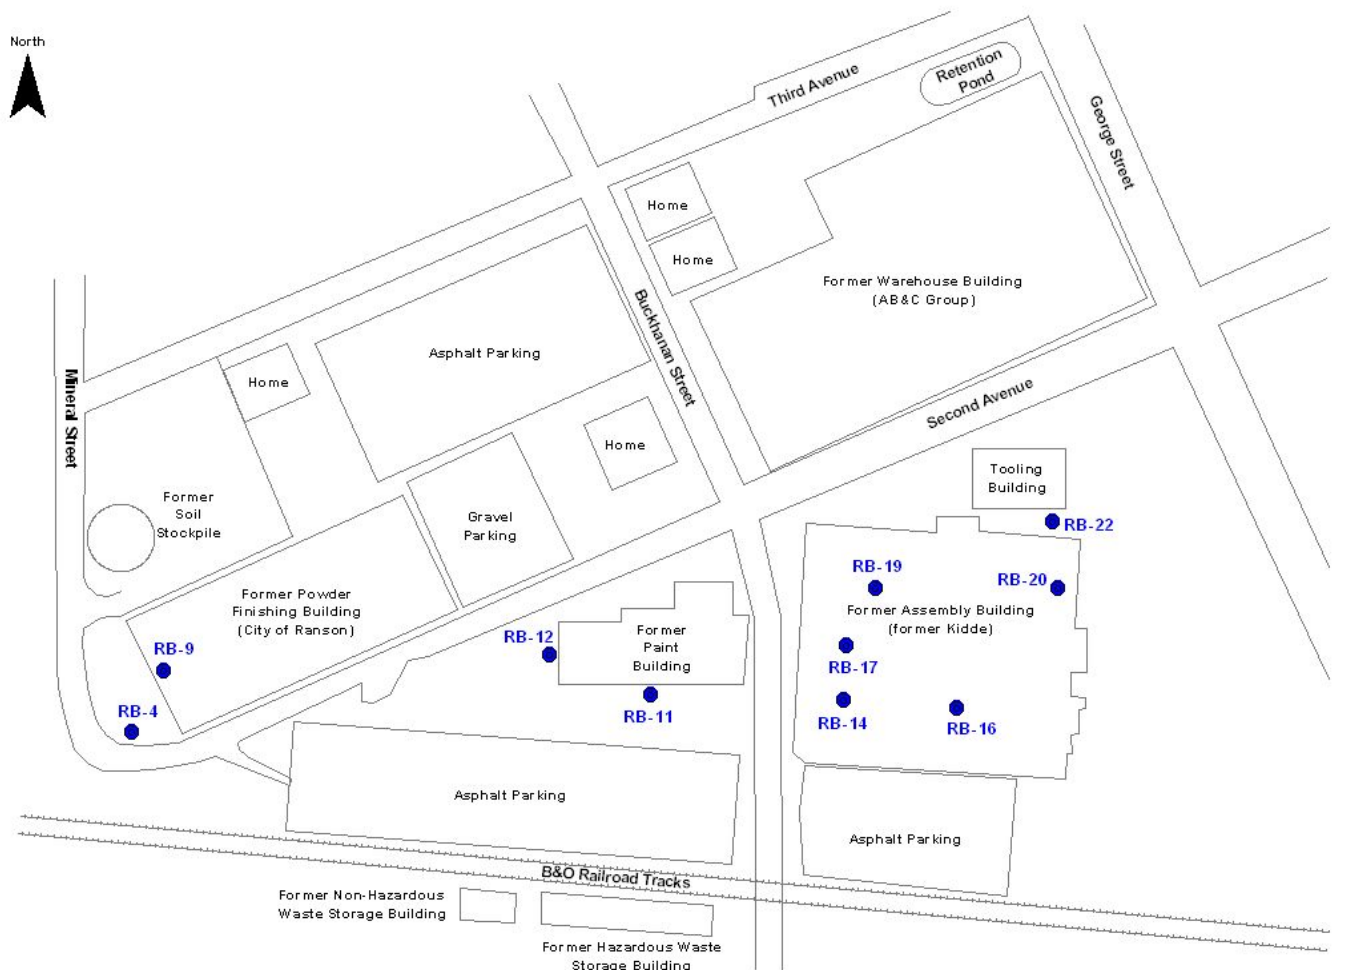 North
Third Avenue
Retention
Pond
George Street
Home
Home
Former Warehouse Building
(AB&C Group)
Buckhanan Street
Asphalt Parking
Home
Mineral Street
Second Avenue
Home
Tooling
Building
Former
Soil
Stockpile
Gravel
Parking
RB-22
RB-19
RB-20
Former Powder
Finishing Building
(City of Ranson)
Former Assembly Building
(former Kidde)
RB-12
Former
Paint
Building
RB-9
RB-17
RB-4
RB-11
RB-14
RB-16
Asphalt Parking
Asphalt Parking
B&O Railroad Tracks
Former Non-Hazardous
Waste Storage Building
Former Hazardous Waste
Storage Building